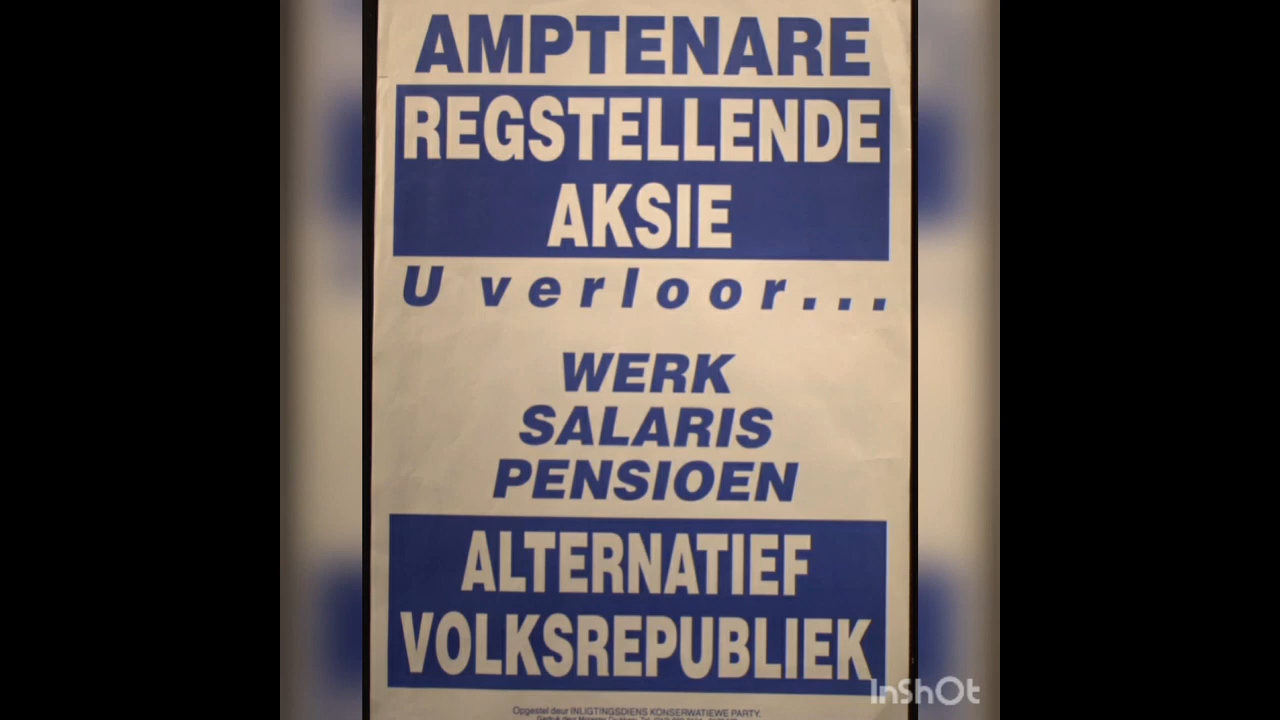 AMPTENARE
REGSTELLENDE
AKSIE
U verloor...
WERK
SALARIS
PENSIOEN
ALTERNATIEF
VOLKSREPUBLIEK
InShOt
Opgestel deur INLIGTINGSDIENS KONSERWATIEWE PARTY.